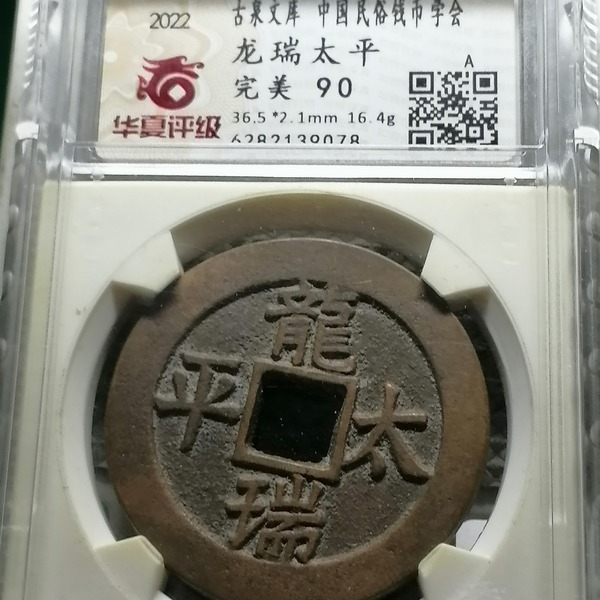 2022
古泉文库 中国民俗钱币学会
龙瑞太平
A
完美 90
华夏评级
36.5*2.1mm 16.4g
6282139078
龍
平
太
瑞